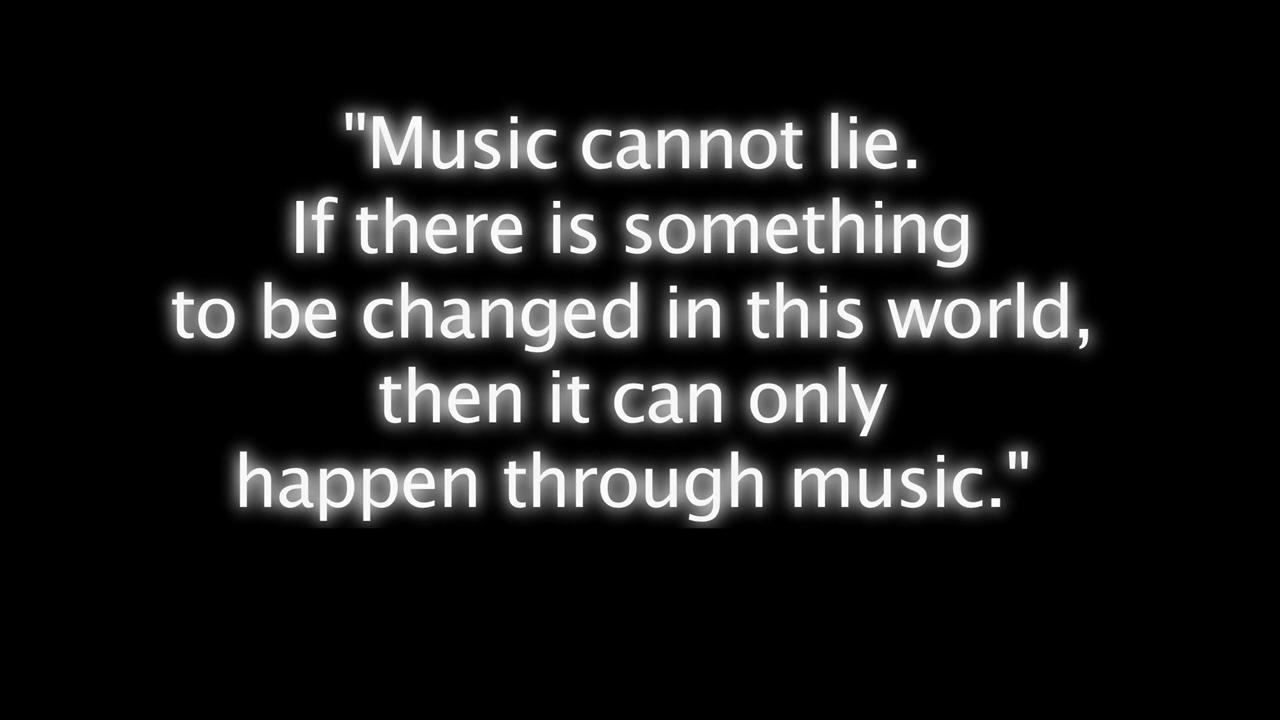 "Music cannot lie.
If there is something
to be changed in this world,
then it can only
happen through music."